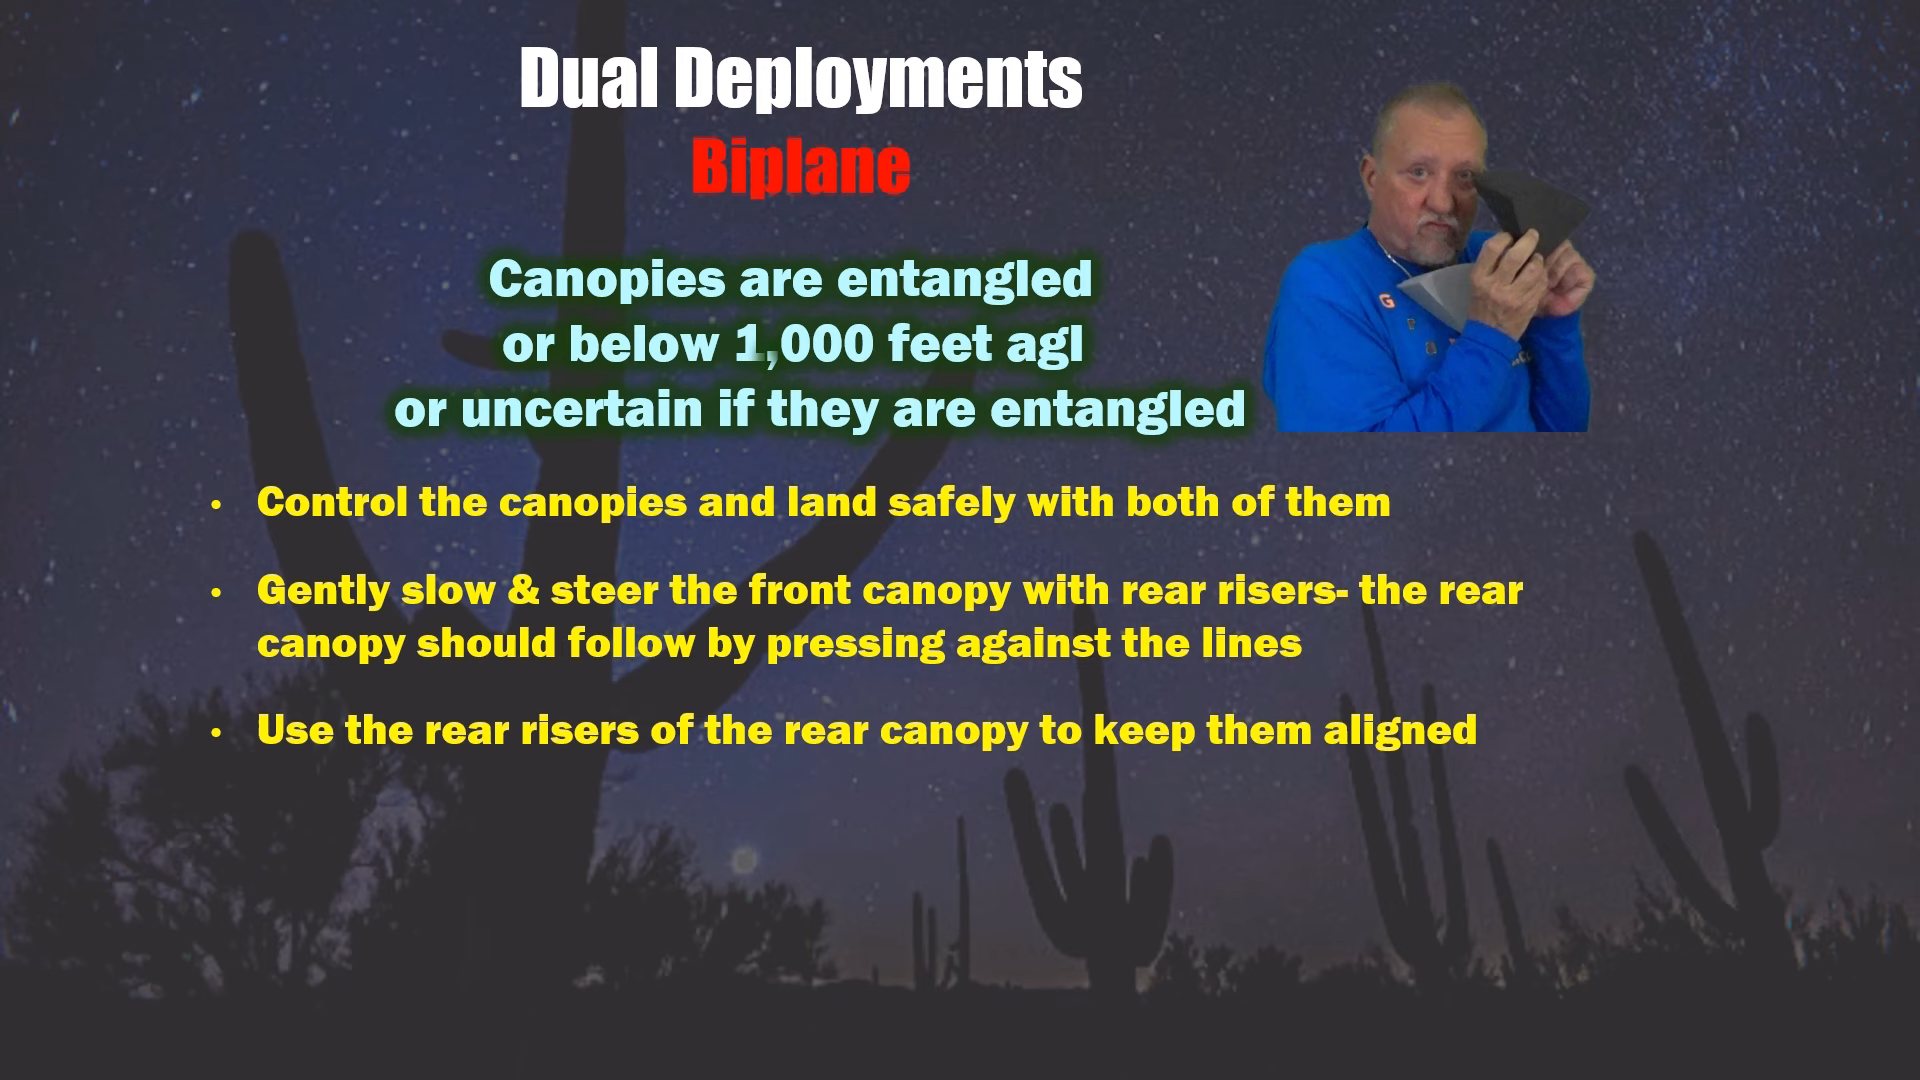 Dual Deployments
Biplane
Canopies are entangled
or below 1,000 feet agl
or uncertain if they are entangled
• Control the canopies and land safely with both of them
• Gently slow & steer the front canopy with rear risers- the rear
canopy should follow by pressing against the lines
• Use the rear risers of the rear canopy to keep them aligned
G